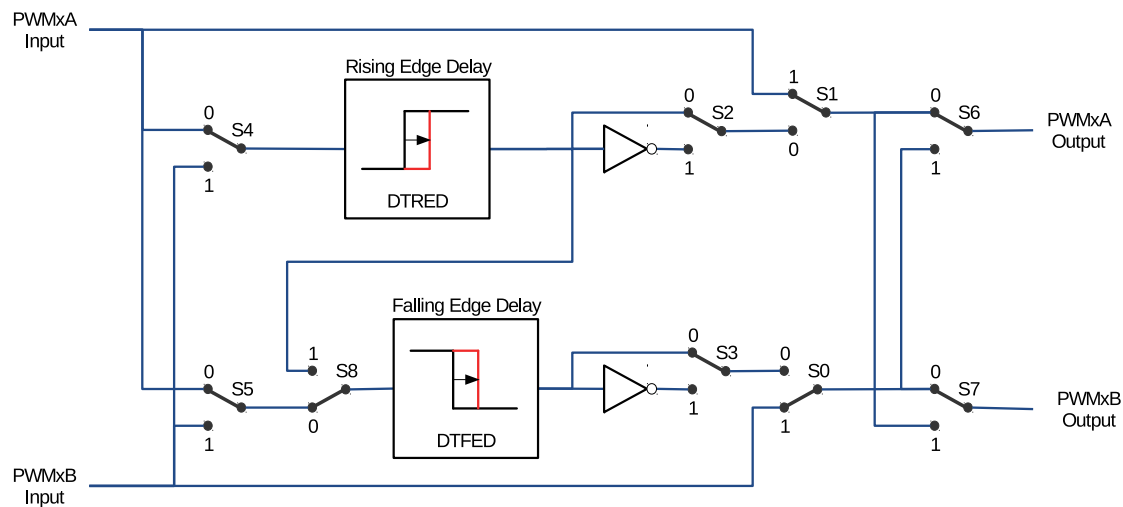 PWMxA
Input
Rising Edge Delay
DTRED
0
S4
1
0
S2
1
1
S1
0
0
S6
1
PWMxA
Output
Falling Edge Delay
DTFED
0
S5
1
1
S8
0
0
S3
1
0
S0
1
0
S7
1
PWMxB
Output
PWMxB
Input